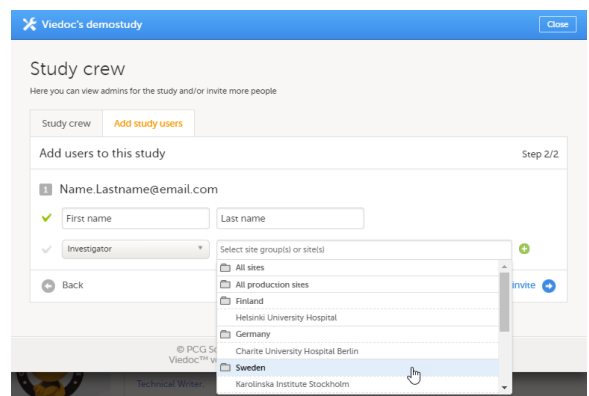 Viedoc's demostudy
Close
Study crew
Here you can view admins for the study and/or invite more people
Study crew
Add study users
Add users to this study
Step 2/2
1 Name.Lastname@email.com
First name
Last name
Investigator
Select site group(s) or site(s)
All sites
All production sites
Finland
Helsinki University Hospital
Germany
Charite University Hospital Berlin
Sweden
Karolinska Institute Stockholm
Back
invite
© PCG
Viedoc™
Technical Writer.